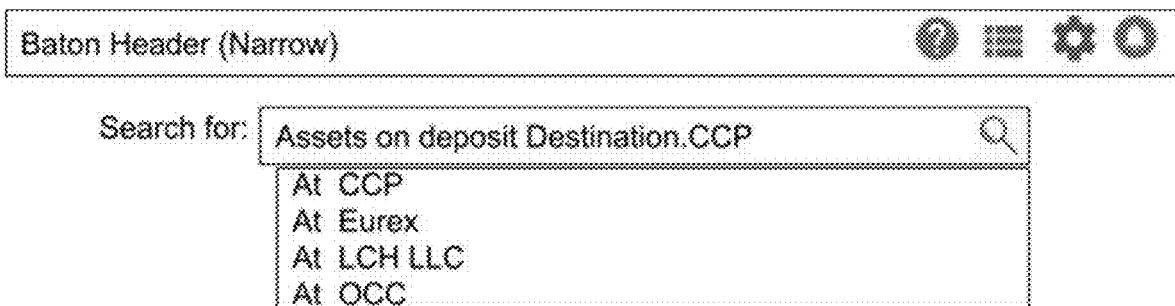 Baton Header (Narrow)
Search for: Assets on deposit Destination.CCP
At CCP
At Eurex
At LCH LLC
At OCC